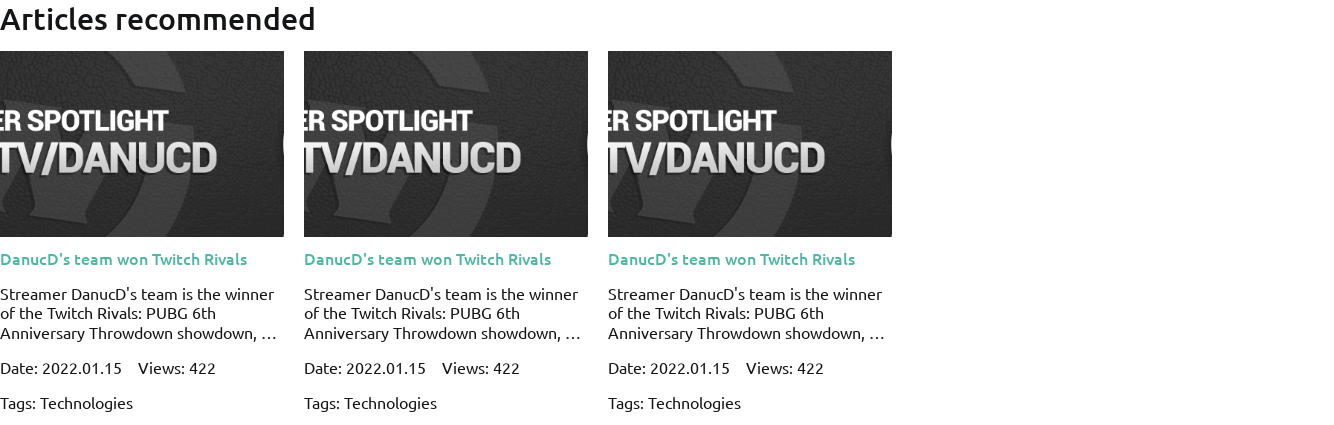 Articles recommended
ER SPOTLIGHT
TV/DANUCD
DanucD's team won Twitch Rivals
Streamer DanucD's team is the winner
of the Twitch Rivals: PUBG 6th
Anniversary Throwdown showdown, …
Date: 2022.01.15 Views: 422
Tags: Technologies
ER SPOTLIGHT
TV/DANUCD
DanucD's team won Twitch Rivals
Streamer DanucD's team is the winner
of the Twitch Rivals: PUBG 6th
Anniversary Throwdown showdown, …
Date: 2022.01.15 Views: 422
Tags: Technologies
ER SPOTLIGHT
TV/DANUCD
DanucD's team won Twitch Rivals
Streamer DanucD's team is the winner
of the Twitch Rivals: PUBG 6th
Anniversary Throwdown showdown, …
Date: 2022.01.15 Views: 422
Tags: Technologies